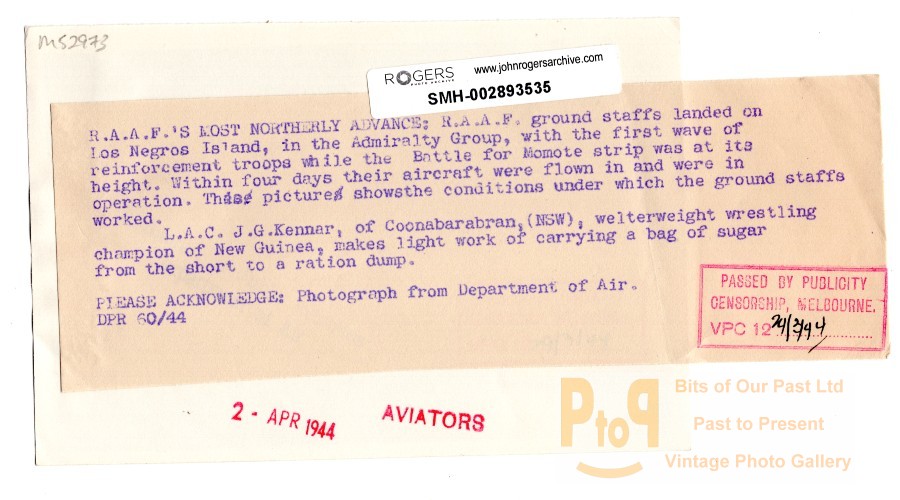 MS2973
ROGERS
PHOTO ARCHIVE
www.johnrogersarchive.com
SMH-002893535
R.A.A.F.'S MOST NORTHERLY ADVANCE: R.A.A.F. ground staffs landed on
Los Negros Island, in the Admiralty Group, with the first wave of
reinforcement troops while the Battle for Momote strip was at its
height. Within four days their aircraft were flown in and were in
operation. This picture showsthe conditions under which the ground staffs
worked.
L.A.C. J.G.Kennar, of Coonabarabran,(NSW), welterweight wrestling
champion of New Guinea, makes light work of carrying a bag of sugar
from the short to a ration dump.
PLEASE ACKNOWLEDGE: Photograph from Department of Air.
DPR 60/44
PASSED BY PUBLICITY
CENSORSHIP, MELBOURNE.
VPC 12 24/3/44
2 - APR 1944
AVIATORS
PtoP
Bits of Our Past Ltd
Past to Present
Vintage Photo Gallery